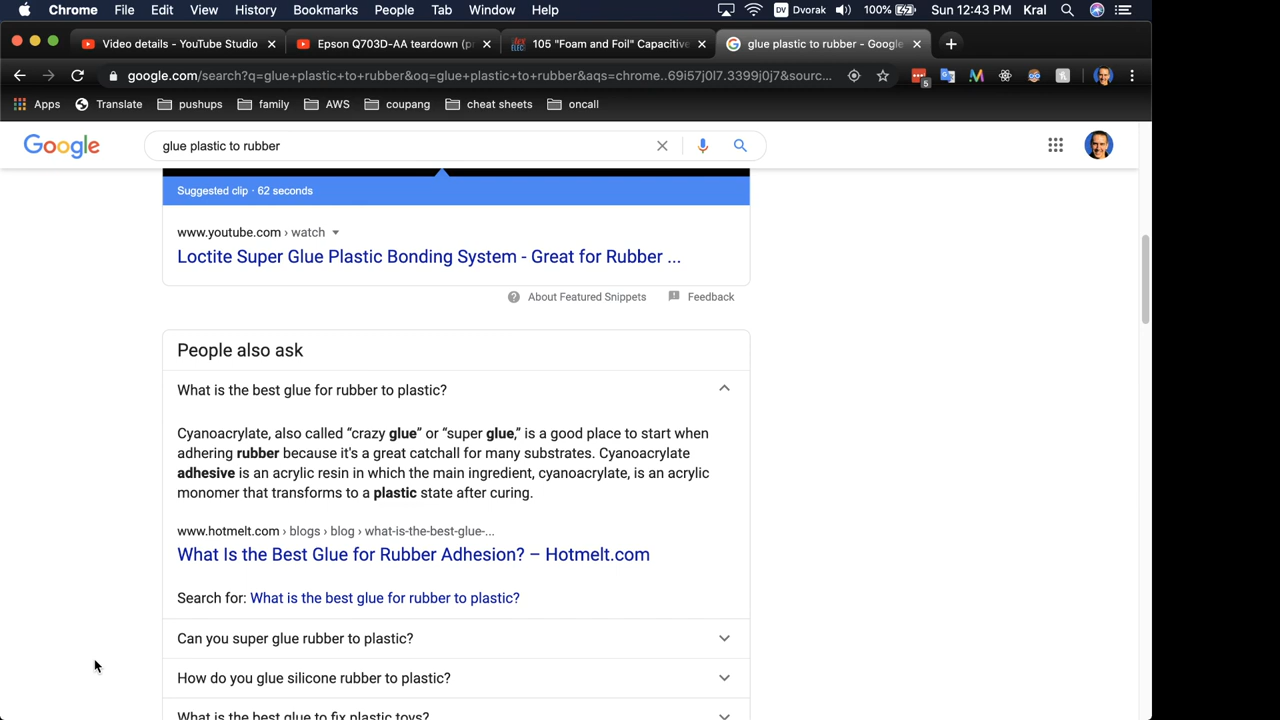 Chrome File Edit View History Bookmarks People Tab Window Help DV Dvorak 100% Sun 12:43 PM Kral
Video details - YouTube Studio Epson Q703D-AA teardown (p 105 "Foam and Foil" Capacitive glue plastic to rubber - Google
google.com/search?q=glue+plastic+to+rubber&oq=glue+plastic+to+rubber&aqs=chrome..69i57j0l7.3399j0j7&sourc... 5
Apps Translate pushups family AWS coupang cheat sheets oncall
Google glue plastic to rubber
Suggested clip · 62 seconds
www.youtube.com › watch
Loctite Super Glue Plastic Bonding System - Great for Rubber ...
About Featured Snippets Feedback
People also ask
What is the best glue for rubber to plastic?
Cyanoacrylate, also called “crazy glue” or “super glue,” is a good place to start when
adhering rubber because it's a great catchall for many substrates. Cyanoacrylate
adhesive is an acrylic resin in which the main ingredient, cyanoacrylate, is an acrylic
monomer that transforms to a plastic state after curing.
www.hotmelt.com › blogs › blog › what-is-the-best-glue-...
What Is the Best Glue for Rubber Adhesion? – Hotmelt.com
Search for: What is the best glue for rubber to plastic?
Can you super glue rubber to plastic?
How do you glue silicone rubber to plastic?
What is the best glue to fix plastic toys?